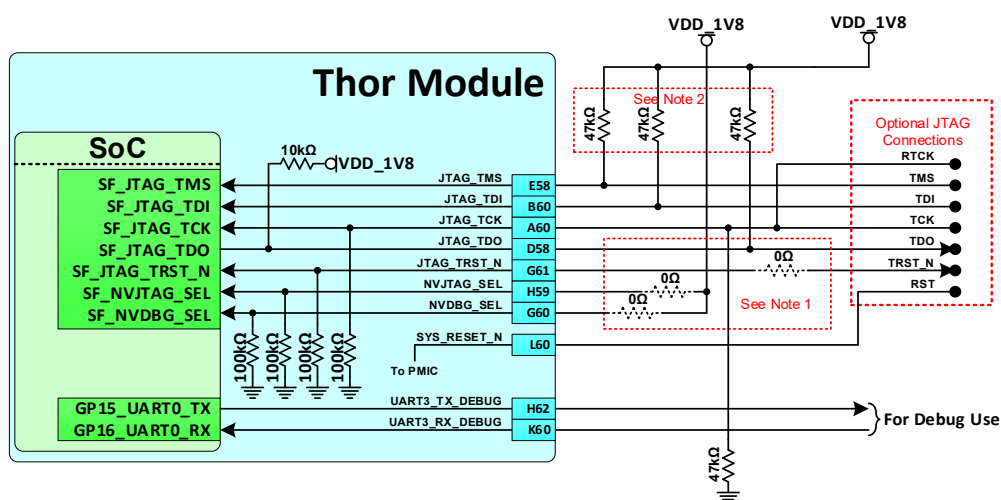 VDD_1V8
VDD_1V8
Thor Module
See Note 2
47kΩ
47kΩ
47kΩ
Optional JTAG
Connections
SoC
10kΩ
VDD_1V8
RTCK
SF_JTAG_TMS
JTAG_TMS
E58
TMS
SF_JTAG_TDI
JTAG_TDI
B60
TDI
SF_JTAG_TCK
JTAG_TCK
A60
TCK
SF_JTAG_TDO
JTAG_TDO
D58
TDO
SF_JTAG_TRST_N
JTAG_TRST_N
G61
0Ω
TRST_N
SF_NVJTAG_SEL
NVJTAG_SEL
H59
0Ω
RST
SF_NVDBG_SEL
NVDBG_SEL
G60
0Ω
See Note 1
100kΩ
100kΩ
100kΩ
100kΩ
SYS_RESET_N
L60
To PMIC
GP15_UART0_TX
UART3_TX_DEBUG
H62
GP16_UART0_RX
UART3_RX_DEBUG
K60
For Debug Use
47kΩ